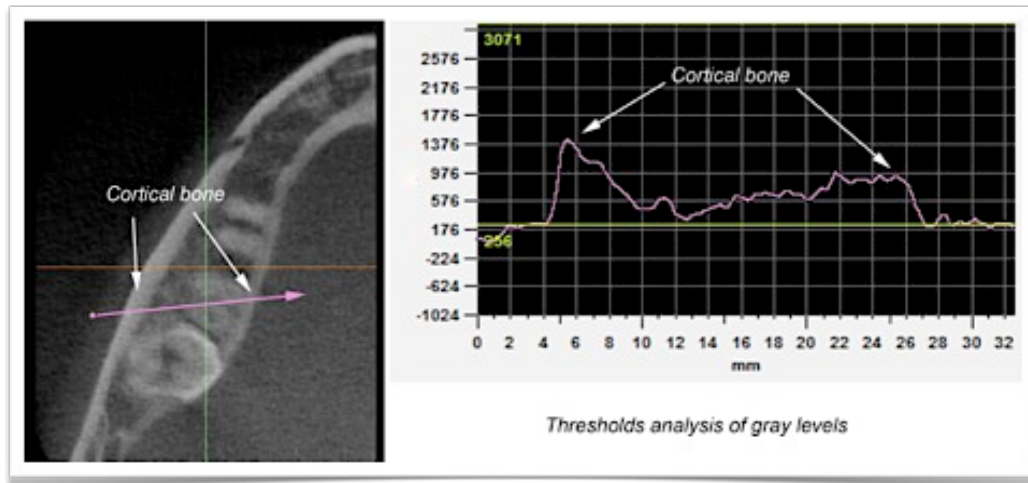 Cortical bone
3071
2576
2176
1776
1376
976
576
176
256
-224
-624
-1024
0 2 4 6 8 10 12 14 16 18 20 22 24 26 28 30 32
mm
Cortical bone
Thresholds analysis of gray levels